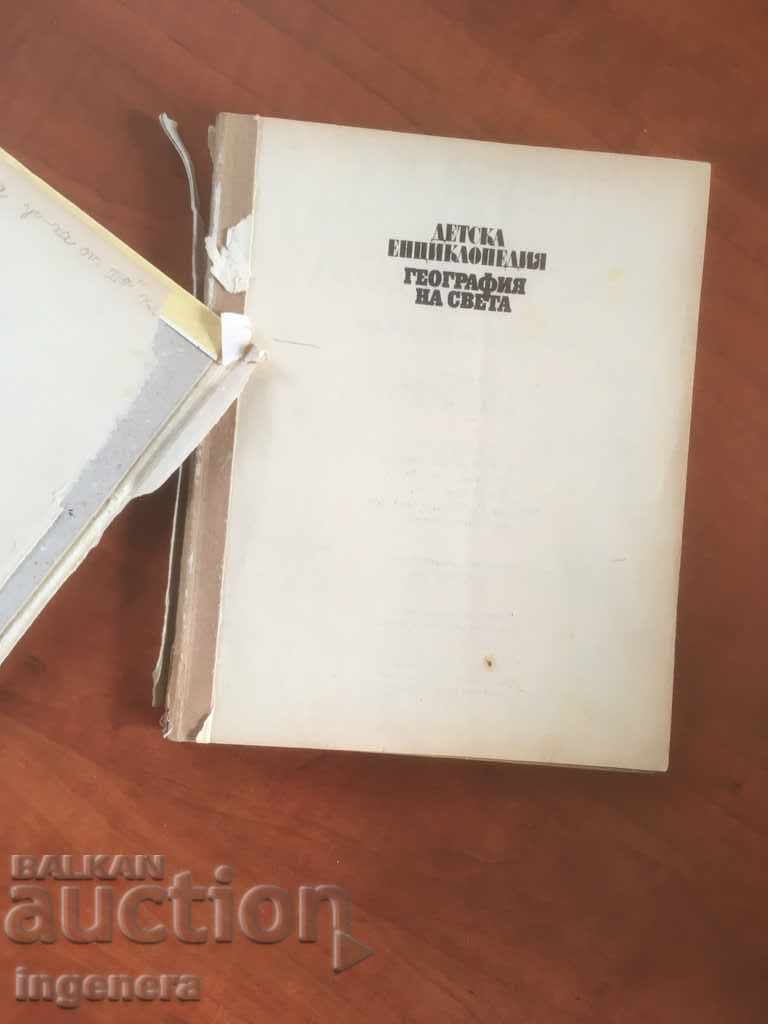 ДЕТСКА
ЕНЦИКЛОПЕДИЯ
ГЕОГРАФИЯ
НА СВЕТА
BALKAN
auction
ingenera